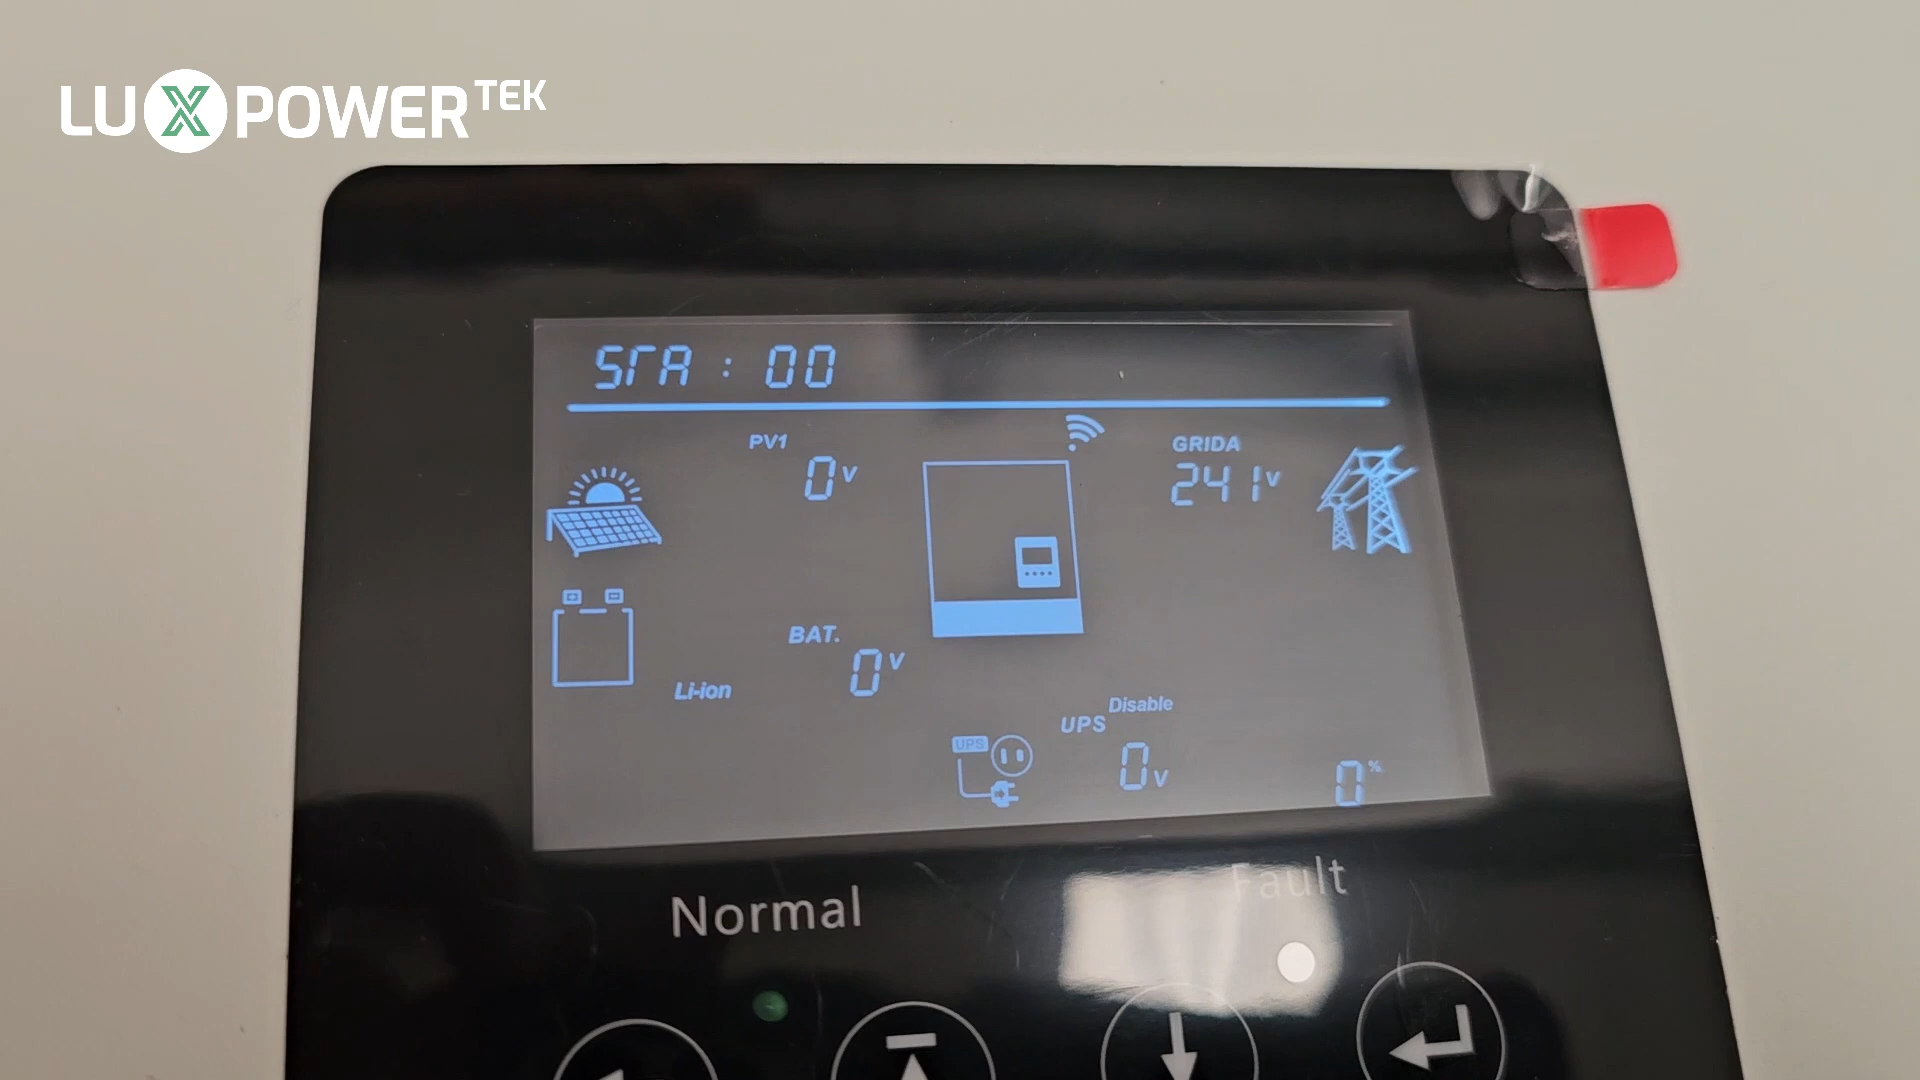 LUXPOWERTEK
STA : 00
PV1
0V
GRIDA
241V
BAT.
0V
Li-ion
Disable
UPS
UPS
0V
0%
Normal
Fault